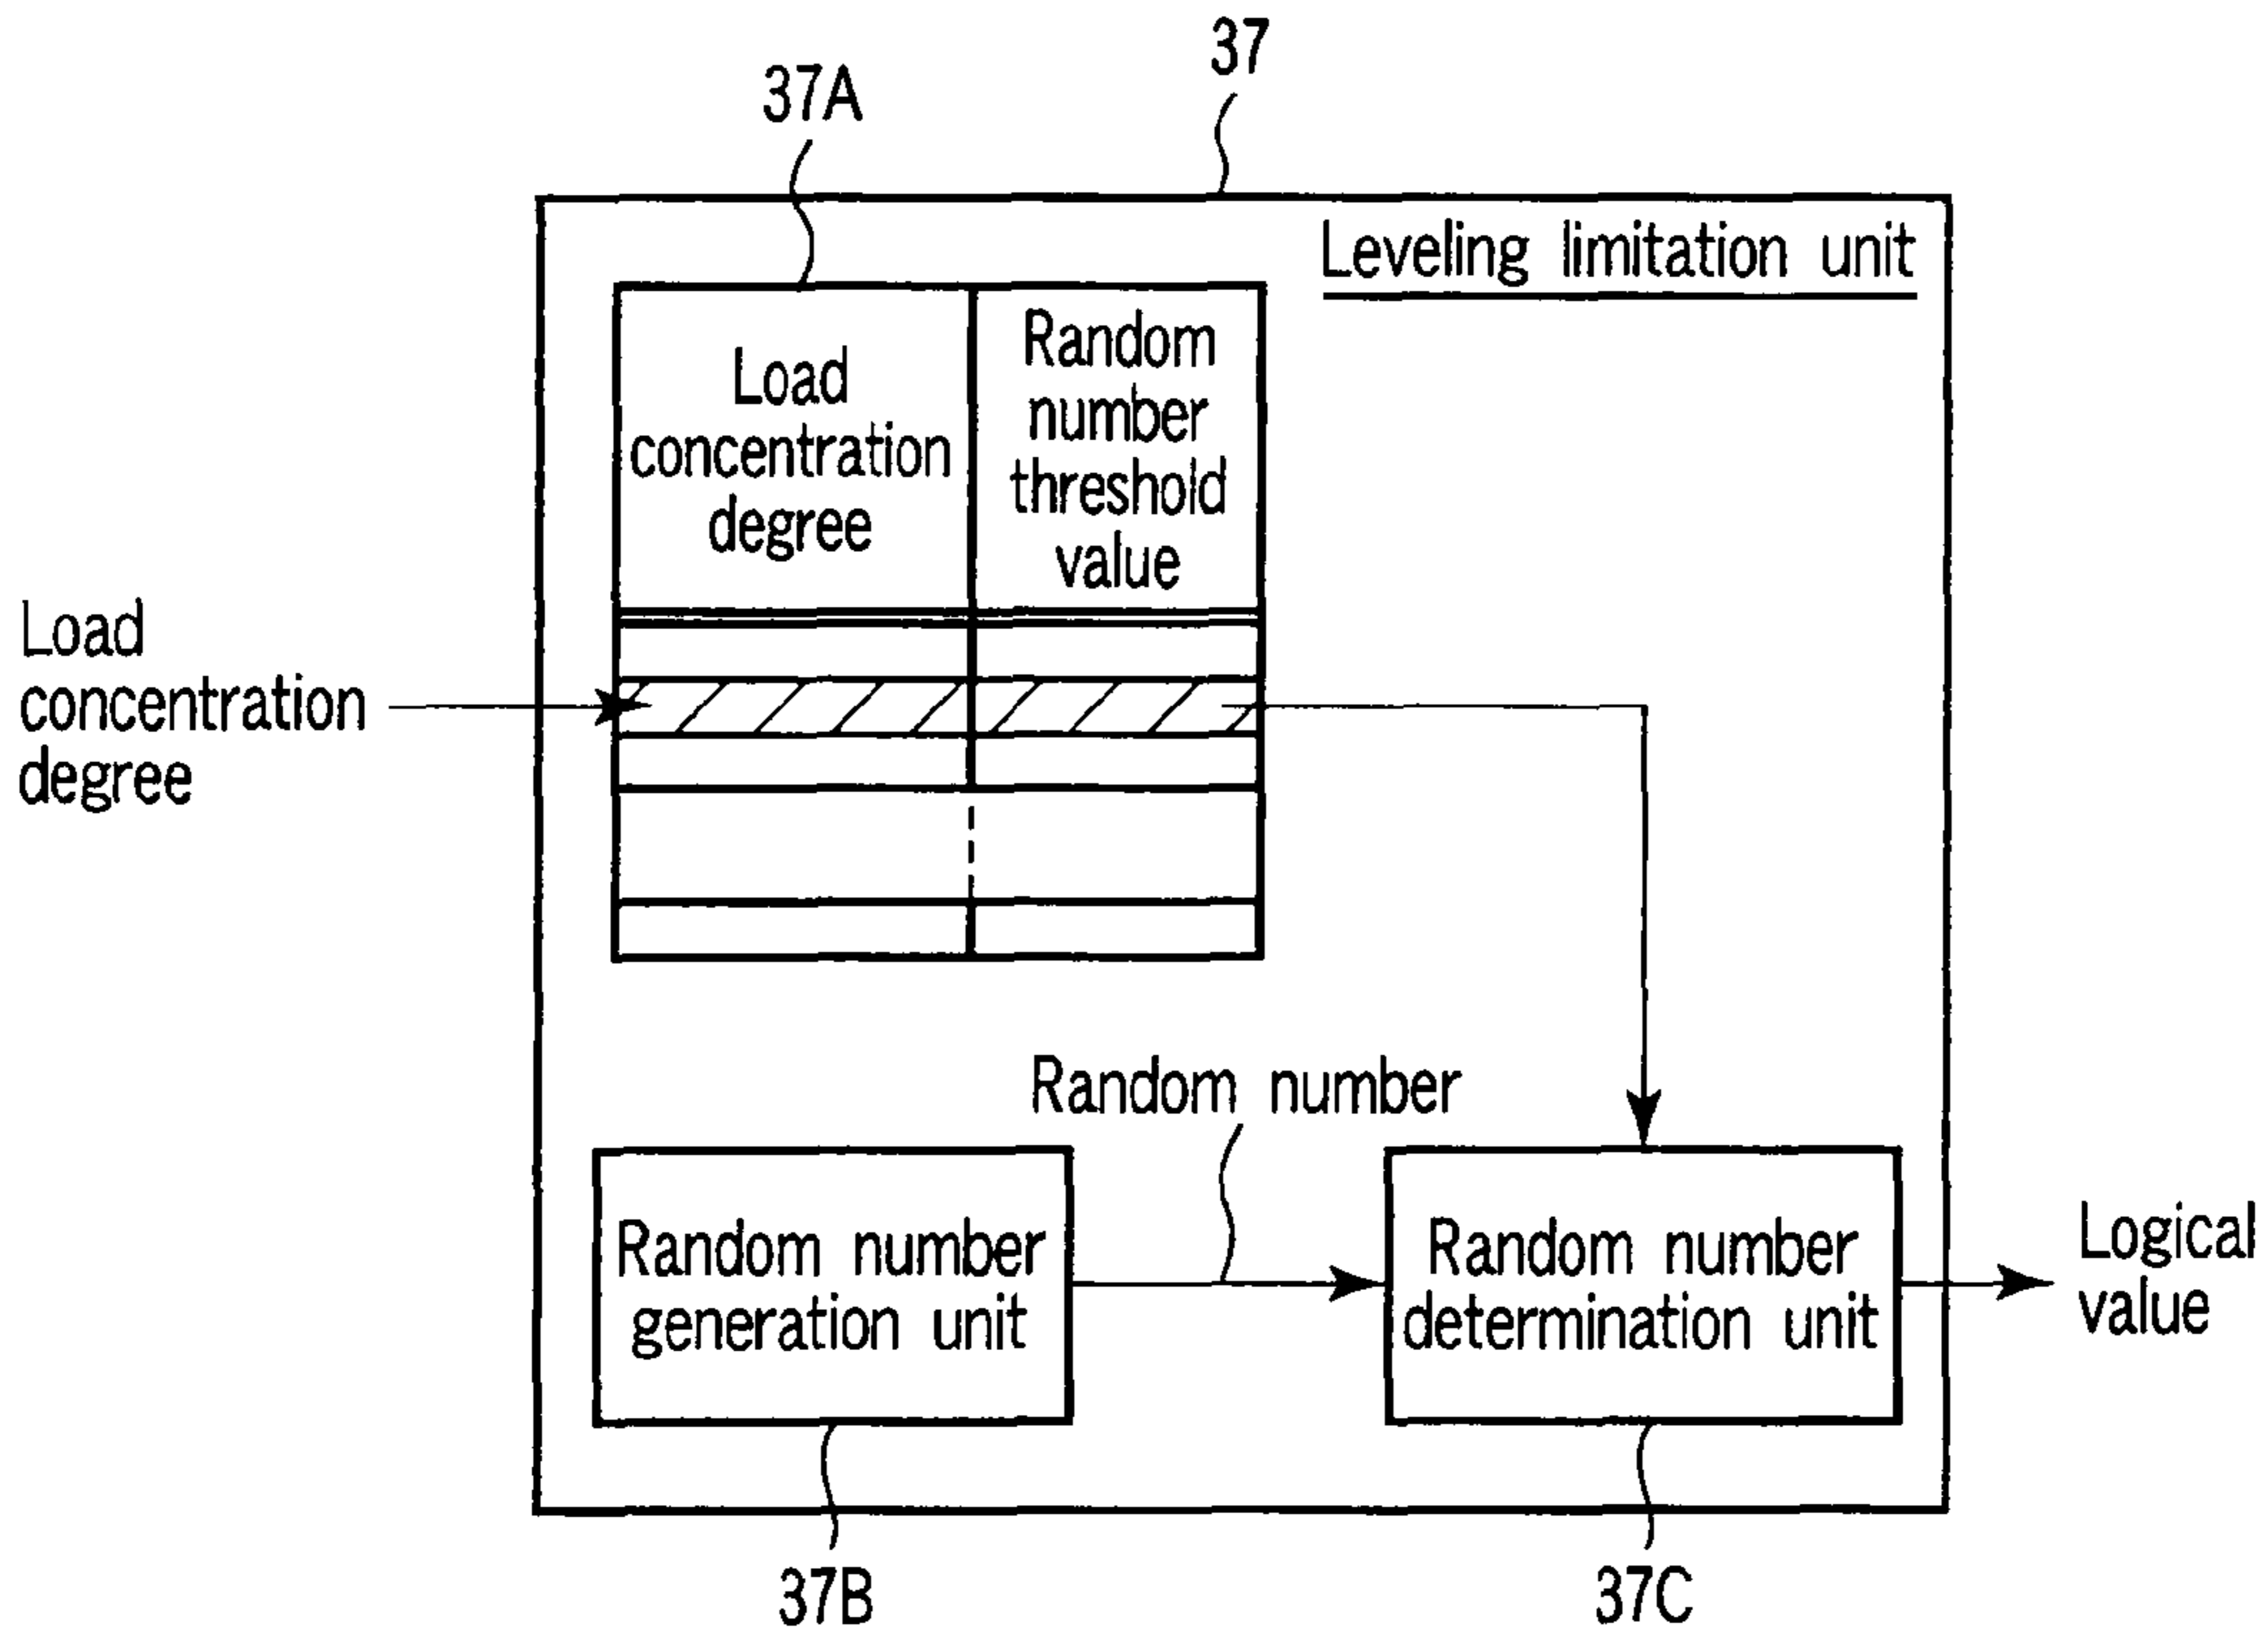 37
37A
Leveling limitation unit
Load
concentration
degree
Random
number
threshold
value
Load
concentration
degree
Random number
Random number
generation unit
Random number
determination unit
Logical
value
37B
37C